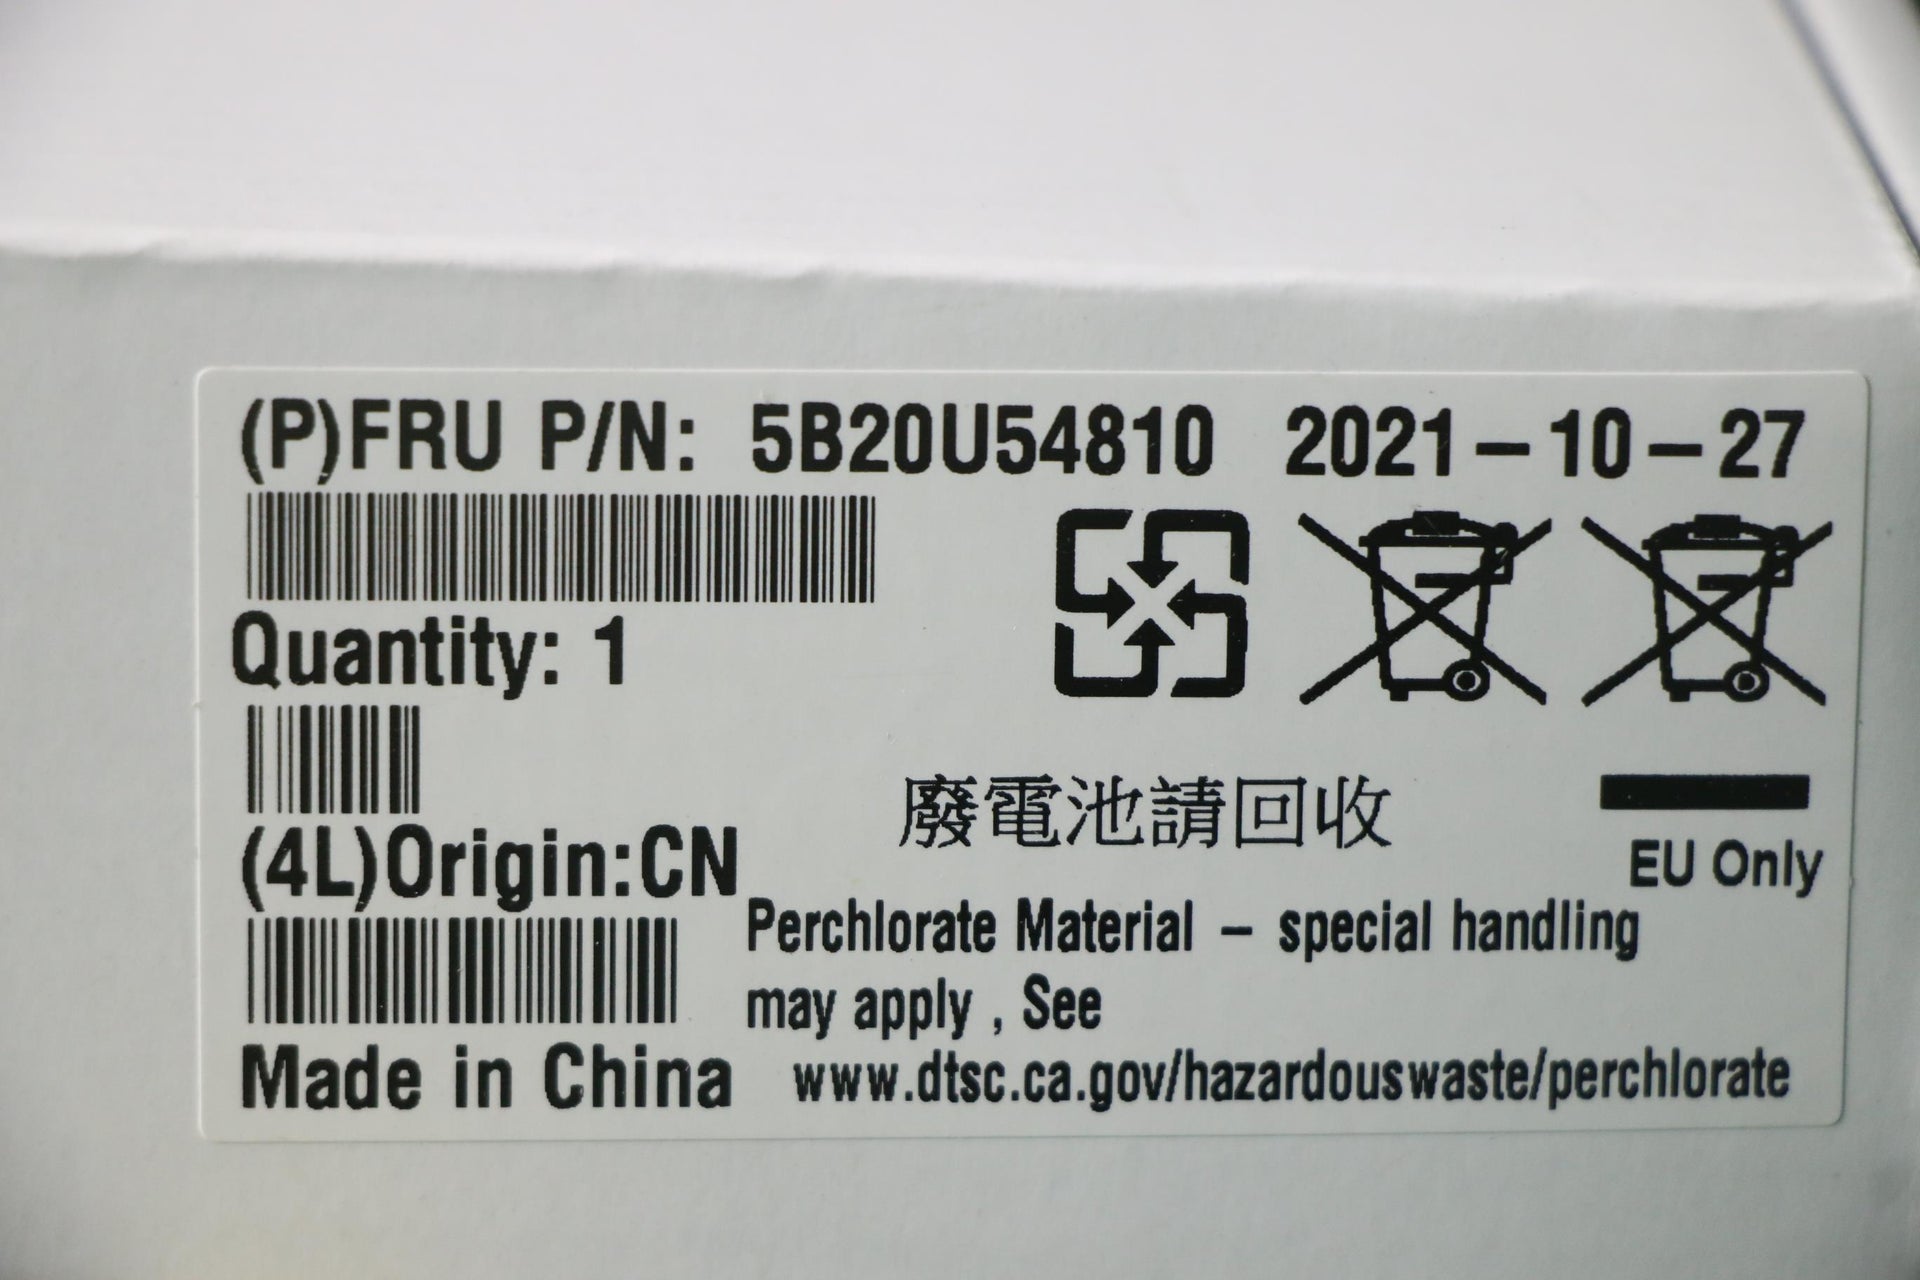 (P)FRU P/N: 5B20U54810 2021-10-27
Quantity: 1
廢電池請回收
EU Only
(4L)Origin:CN
Perchlorate Material - special handling
may apply , See
www.dtsc.ca.gov/hazardouswaste/perchlorate
Made in China